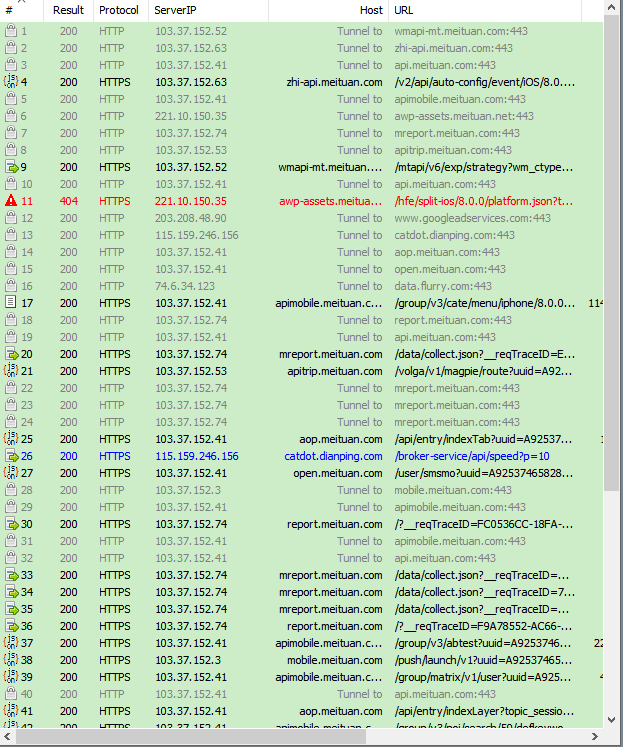 # Result Protocol ServerIP Host URL
1 200 HTTP 103.37.152.52 Tunnel to wmapi-mt.meituan.com:443
2 200 HTTP 103.37.152.63 Tunnel to zhi-api.meituan.com:443
3 200 HTTP 103.37.152.41 Tunnel to api.meituan.com:443
{js on} 4 200 HTTPS 103.37.152.63 zhi-api.meituan.com /v2/api/auto-config/event/iOS/8.0....
5 200 HTTP 103.37.152.41 Tunnel to apimobile.meituan.com:443
6 200 HTTP 221.10.150.35 Tunnel to awp-assets.meituan.net:443
7 200 HTTP 103.37.152.74 Tunnel to mreport.meituan.com:443
8 200 HTTP 103.37.152.53 Tunnel to apitrip.meituan.com:443
9 200 HTTPS 103.37.152.52 wmapi-mt.meituan.... /mtapi/v6/exp/strategy?wm_ctype...
10 200 HTTP 103.37.152.41 Tunnel to api.meituan.com:443
11 404 HTTPS 221.10.150.35 awp-assets.meitua... /hfe/split-ios/8.0.0/platform.json?t...
12 200 HTTP 203.208.48.90 Tunnel to www.googleadservices.com:443
13 200 HTTP 115.159.246.156 Tunnel to catdot.dianping.com:443
14 200 HTTP 103.37.152.41 Tunnel to aop.meituan.com:443
15 200 HTTP 103.37.152.41 Tunnel to open.meituan.com:443
16 200 HTTP 74.6.34.123 Tunnel to data.flurry.com:443
17 200 HTTPS 103.37.152.41 apimobile.meituan.c... /group/v3/cate/menu/iphone/8.0.0... 114
18 200 HTTP 103.37.152.74 Tunnel to report.meituan.com:443
19 200 HTTP 103.37.152.41 Tunnel to api.meituan.com:443
20 200 HTTPS 103.37.152.74 mreport.meituan.com /data/collect.json?__reqTraceID=E...
{js on} 21 200 HTTPS 103.37.152.53 apitrip.meituan.com /volga/v1/magpie/route?uuid=A92...
22 200 HTTP 103.37.152.74 Tunnel to mreport.meituan.com:443
23 200 HTTP 103.37.152.74 Tunnel to mreport.meituan.com:443
24 200 HTTP 103.37.152.74 Tunnel to mreport.meituan.com:443
{js on} 25 200 HTTPS 103.37.152.41 aop.meituan.com /api/entry/indexTab?uuid=A92537... 1
26 200 HTTPS 115.159.246.156 catdot.dianping.com /broker-service/api/speed?p=10
{js on} 27 200 HTTPS 103.37.152.41 open.meituan.com /user/smsmo?uuid=A92537465828...
28 200 HTTP 103.37.152.3 Tunnel to mobile.meituan.com:443
29 200 HTTP 103.37.152.41 Tunnel to apimobile.meituan.com:443
30 200 HTTPS 103.37.152.74 report.meituan.com /?__reqTraceID=FC0536CC-18FA-...
31 200 HTTP 103.37.152.41 Tunnel to apimobile.meituan.com:443
32 200 HTTP 103.37.152.41 Tunnel to api.meituan.com:443
33 200 HTTPS 103.37.152.74 mreport.meituan.com /data/collect.json?__reqTraceID=...
34 200 HTTPS 103.37.152.74 mreport.meituan.com /data/collect.json?__reqTraceID=7...
35 200 HTTPS 103.37.152.74 mreport.meituan.com /data/collect.json?__reqTraceID=...
36 200 HTTPS 103.37.152.74 report.meituan.com /?__reqTraceID=F9A78552-AC66-...
{js on} 37 200 HTTPS 103.37.152.41 apimobile.meituan.c... /group/v3/abtest?uuid=A9253746... 22
38 200 HTTPS 103.37.152.3 mobile.meituan.com /push/launch/v1?uuid=A92537465...
{js on} 39 200 HTTPS 103.37.152.41 apimobile.meituan.c... /group/matrix/v1/user?uuid=A925... 4
40 200 HTTP 103.37.152.41 Tunnel to api.meituan.com:443
{js on} 41 200 HTTPS 103.37.152.41 aop.meituan.com /api/entry/indexLayer?topic_sessio...
42 200 HTTPS 103.37.152.41 apimobile.meituan.c...